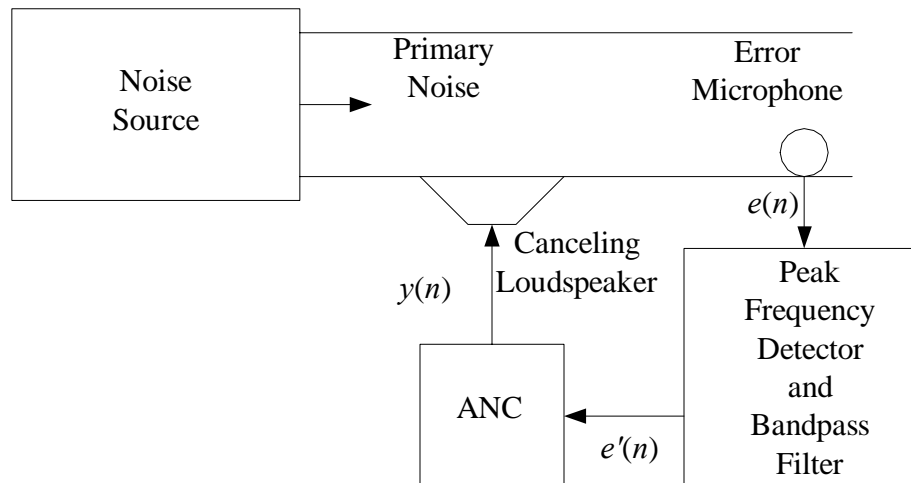 Noise
Source
Primary
Noise
Error
Microphone
e(n)
Canceling
Loudspeaker
y(n)
Peak
Frequency
Detector
and
Bandpass
Filter
ANC
e'(n)